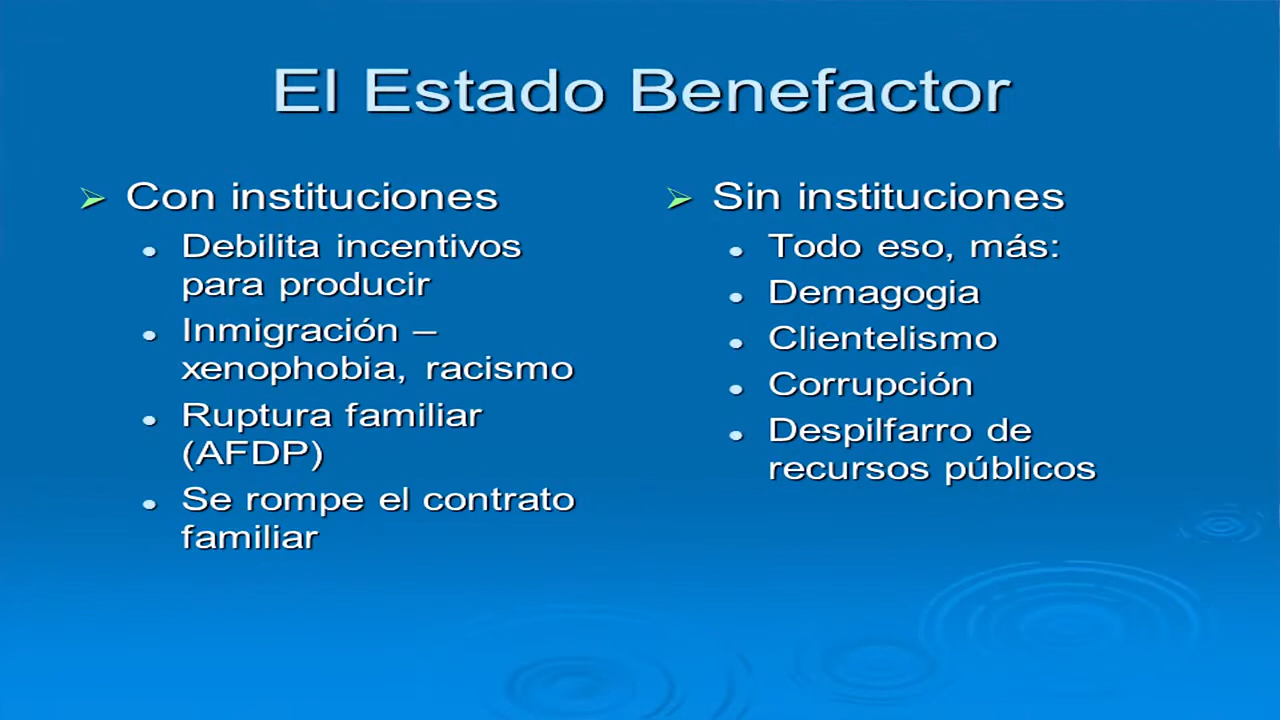 El Estado Benefactor
Con instituciones
Debilita incentivos
para producir
Inmigración –
xenophobia, racismo
Ruptura familiar
(AFDP)
Se rompe el contrato
familiar
Sin instituciones
Todo eso, más:
Demagogia
Clientelismo
Corrupción
Despilfarro de
recursos públicos